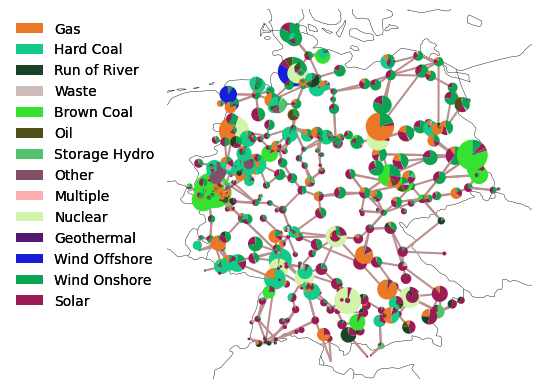 Gas
Hard Coal
Run of River
Waste
Brown Coal
Oil
Storage Hydro
Other
Multiple
Nuclear
Geothermal
Wind Offshore
Wind Onshore
Solar